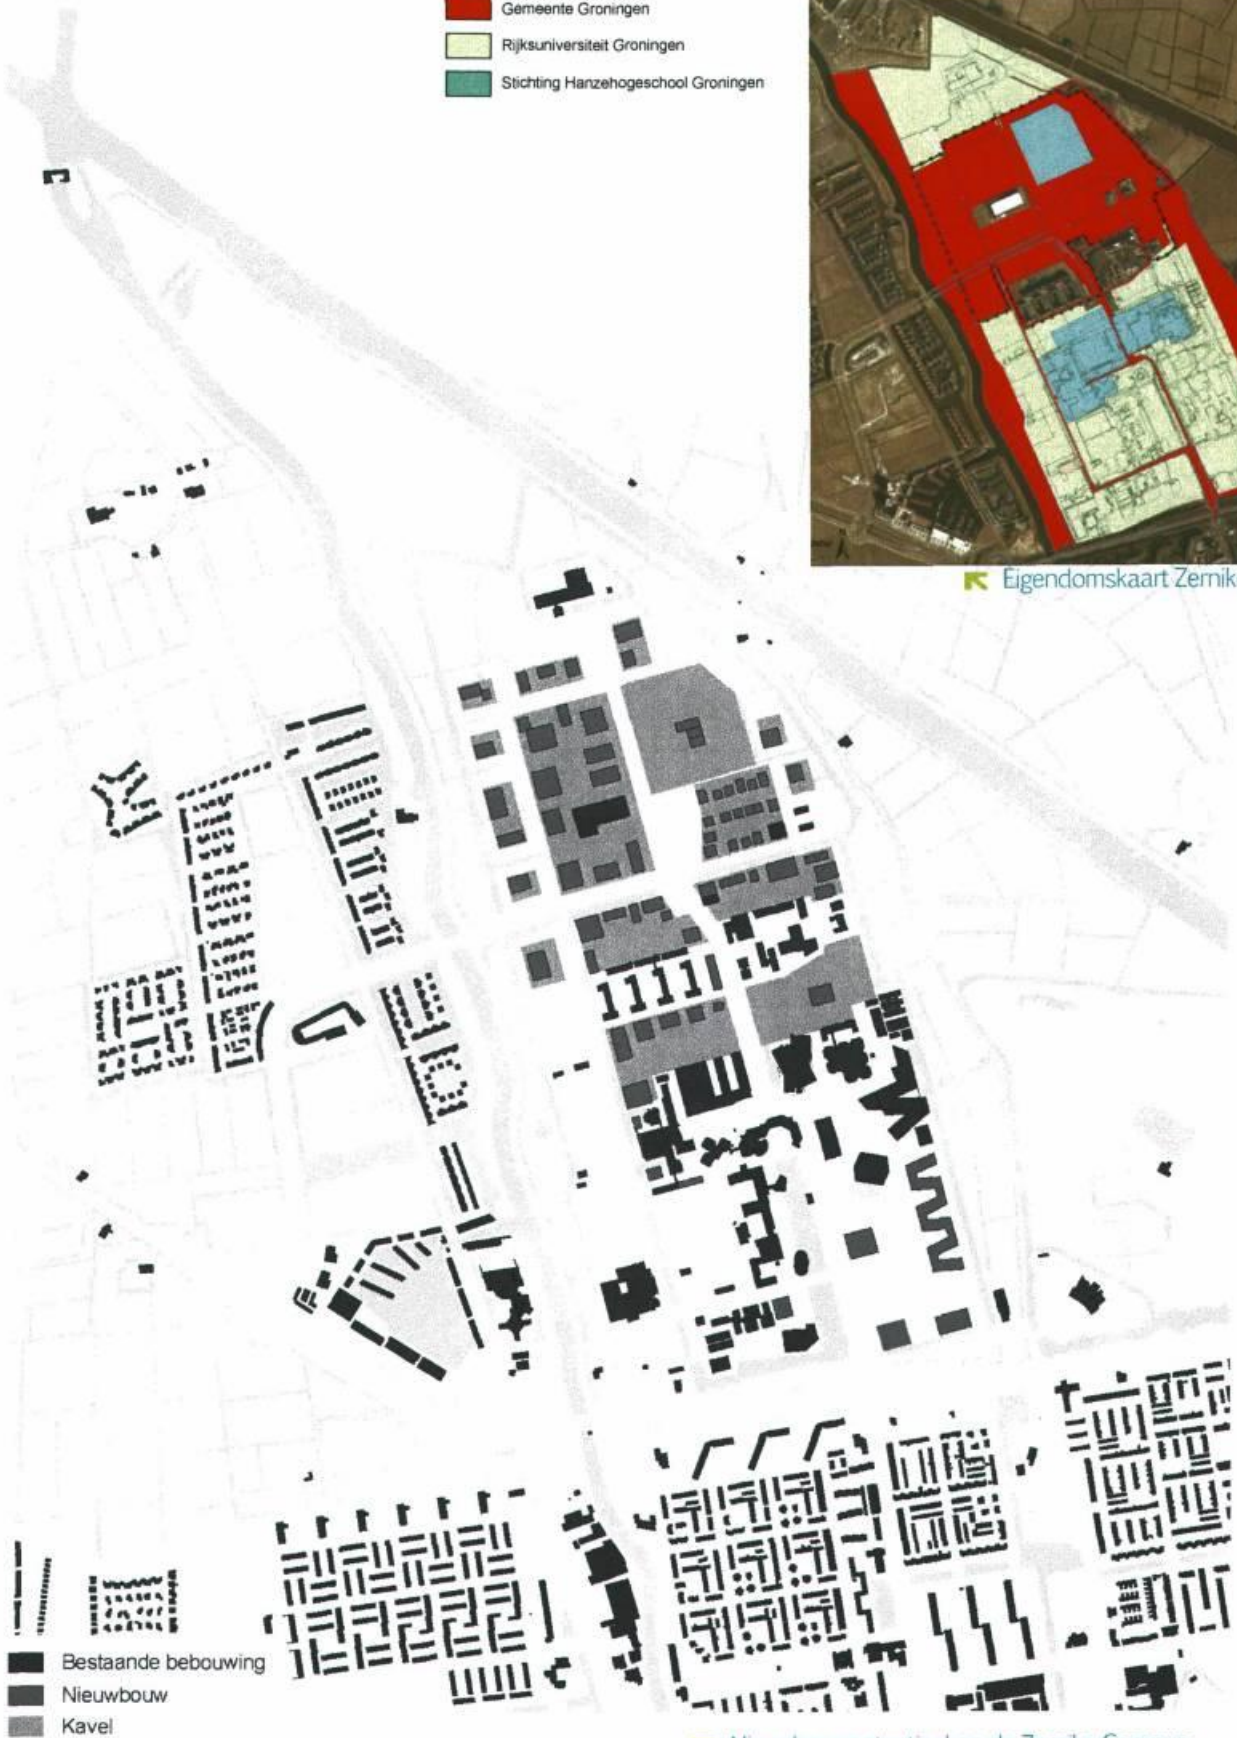 Gemeente Groningen
Rijksuniversiteit Groningen
Stichting Hanzehogeschool Groningen
Eigendomskaart Zernik
Bestaande bebouwing
Nieuwbouw
Kavel